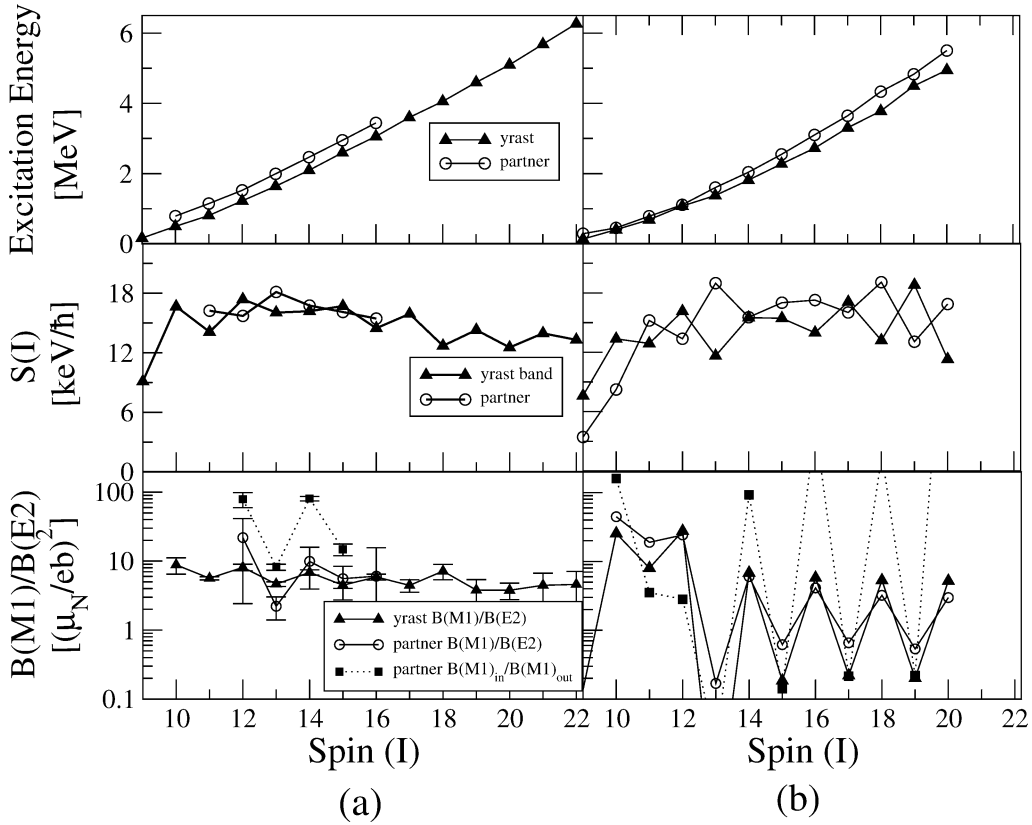 Excitation Energy
[MeV]
6
4
2
0
yrast
partner
S(I)
[keV/ħ]
18
12
6
0
yrast band
partner
B(M1)/B(E2)
[(μN/eb)²]
100
10
1
0.1
yrast B(M1)/B(E2)
partner B(M1)/B(E2)
partner B(M1)in/B(M1)out
10 12 14 16 18 20 22
10 12 14 16 18 20 22
Spin (I)
Spin (I)
(a)
(b)